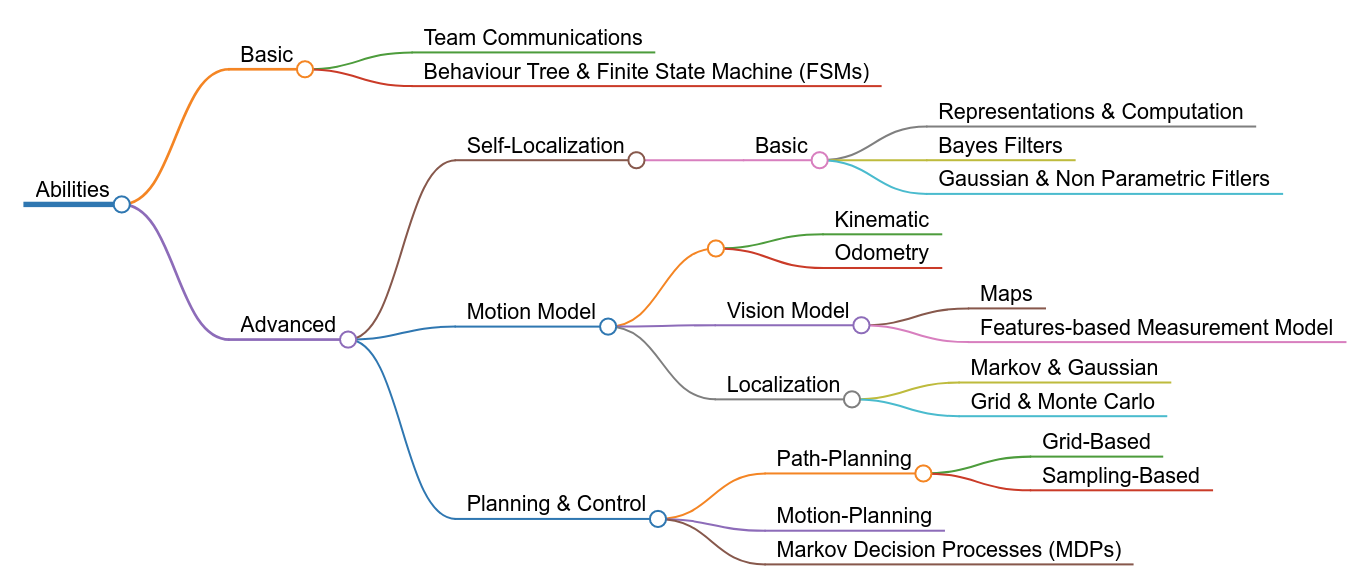 Abilities
Basic
Team Communications
Behaviour Tree & Finite State Machine (FSMs)
Advanced
Self-Localization
Basic
Representations & Computation
Bayes Filters
Gaussian & Non Parametric Fitlers
Motion Model
Kinematic
Odometry
Vision Model
Maps
Features-based Measurement Model
Localization
Markov & Gaussian
Grid & Monte Carlo
Planning & Control
Path-Planning
Grid-Based
Sampling-Based
Motion-Planning
Markov Decision Processes (MDPs)